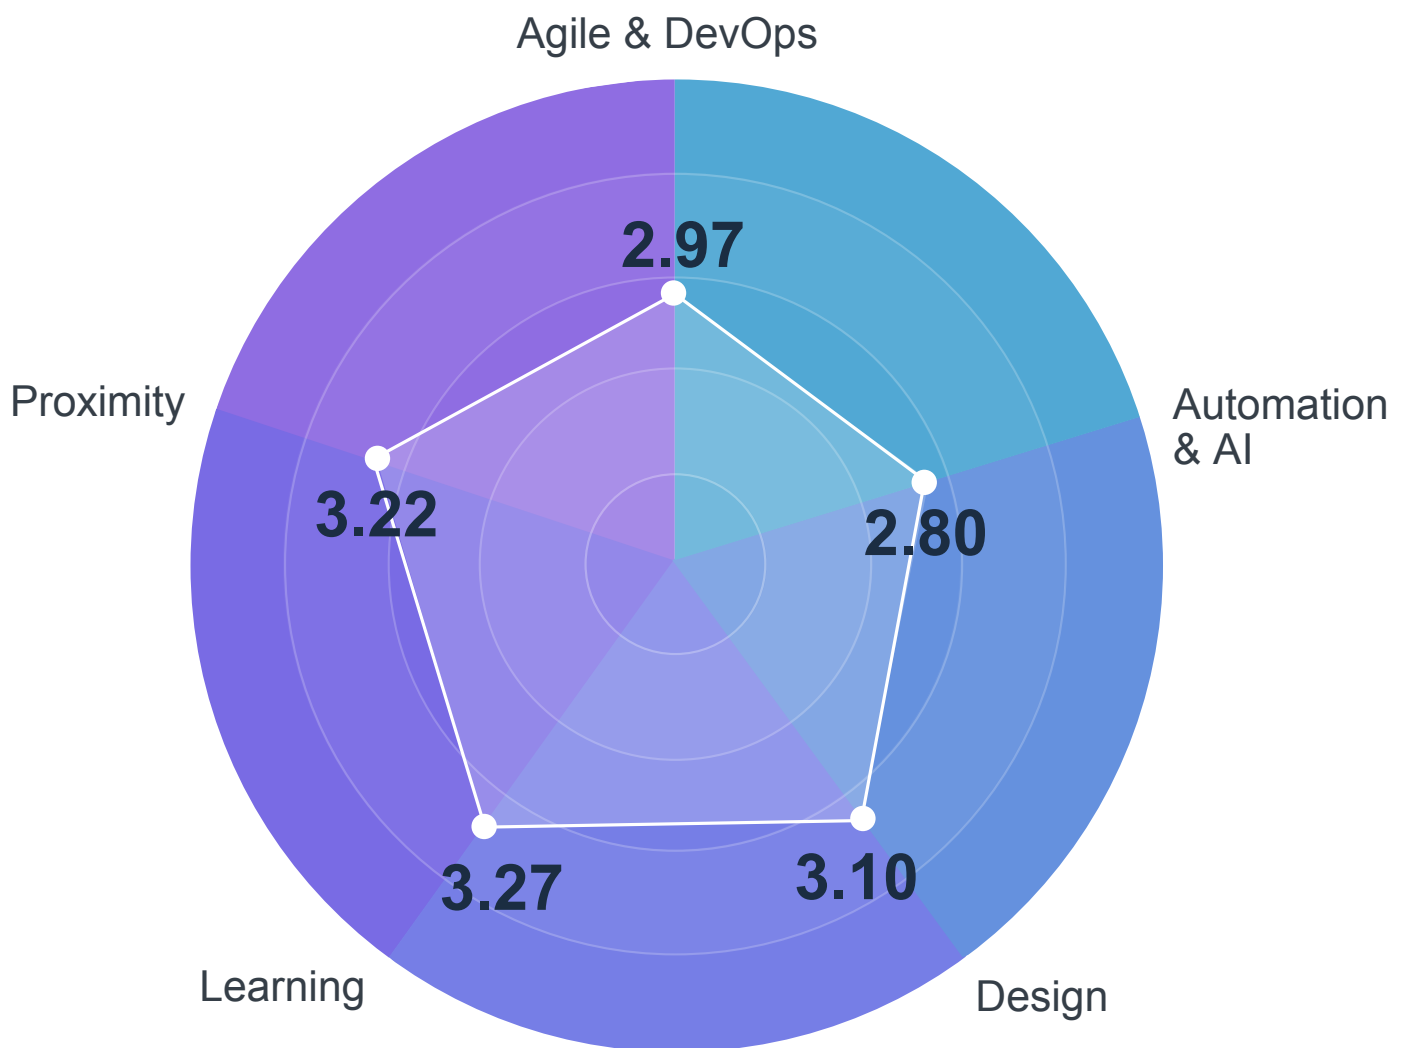 Agile & DevOps
2.97
Proximity
Automation
& AI
3.22
2.80
3.27
3.10
Learning
Design